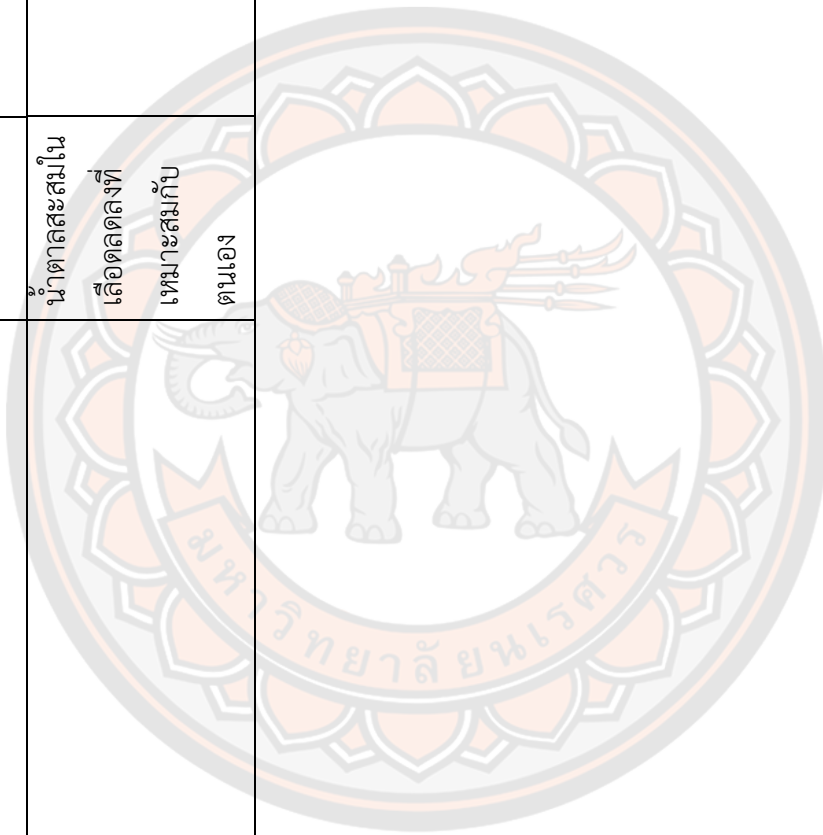 น้ำตาลสะสมใน
เลือดลดลงที่
เหมาะสมกับ
ตนเอง
มหาวิทยาลัยนเรศวร